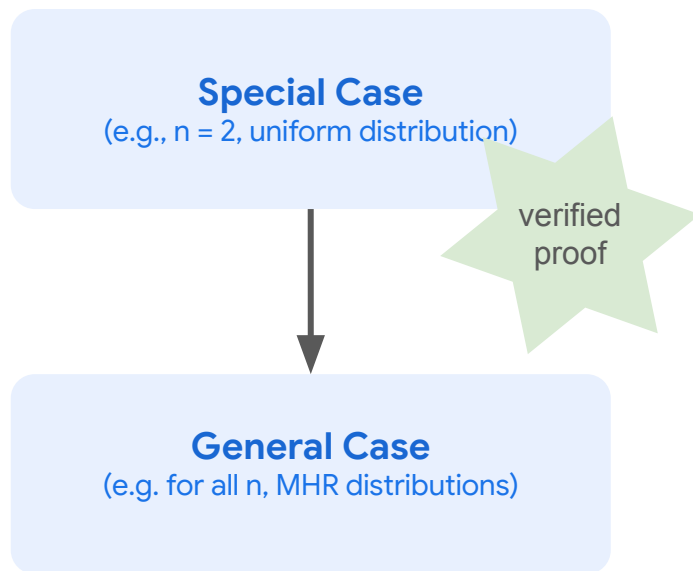 Special Case
(e.g., n = 2, uniform distribution)
verified
proof
General Case
(e.g. for all n, MHR distributions)